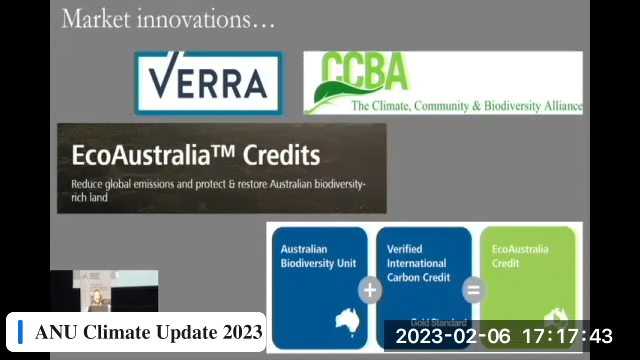 Market innovations…
VERRA
CCBA
The Climate, Community & Biodiversity Alliance
EcoAustralia™ Credits
Reduce global emissions and protect & restore Australian biodiversity-
rich land
Australian
Biodiversity Unit
+
Verified
International
Carbon Credit
Gold Standard
=
EcoAustralia
Credit
ANU Climate Update 2023
2023-02-06 17:17:43